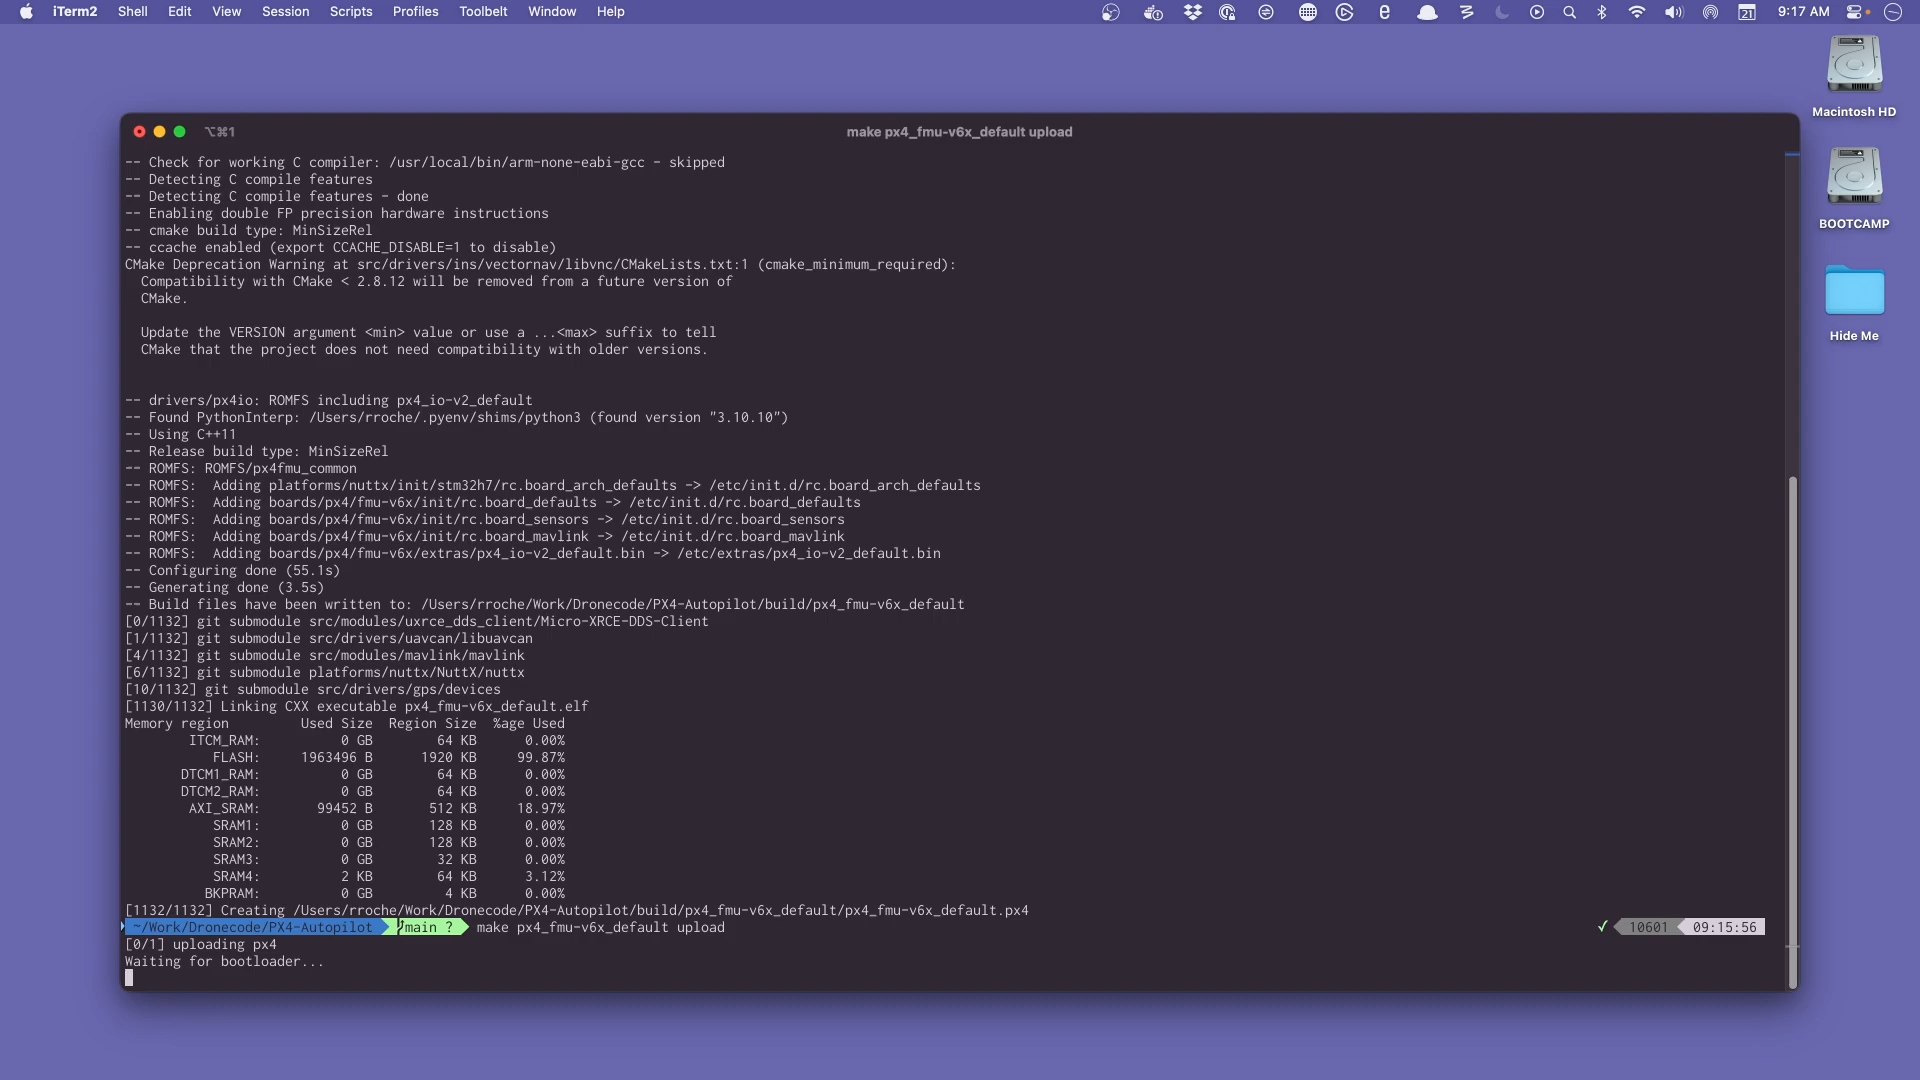 iTerm2 Shell Edit View Session Scripts Profiles Toolbelt Window Help 21 9:17 AM
Macintosh HD
BOOTCAMP
Hide Me
⌥⌘1 make px4_fmu-v6x_default upload
-- Check for working C compiler: /usr/local/bin/arm-none-eabi-gcc - skipped
-- Detecting C compile features
-- Detecting C compile features - done
-- Enabling double FP precision hardware instructions
-- cmake build type: MinSizeRel
-- ccache enabled (export CCACHE_DISABLE=1 to disable)
CMake Deprecation Warning at src/drivers/ins/vectornav/libvnc/CMakeLists.txt:1 (cmake_minimum_required):
  Compatibility with CMake < 2.8.12 will be removed from a future version of
  CMake.
  Update the VERSION argument <min> value or use a ...<max> suffix to tell
  CMake that the project does not need compatibility with older versions.
-- drivers/px4io: ROMFS including px4_io-v2_default
-- Found PythonInterp: /Users/rroche/.pyenv/shims/python3 (found version "3.10.10")
-- Using C++11
-- Release build type: MinSizeRel
-- ROMFS: ROMFS/px4fmu_common
-- ROMFS:  Adding platforms/nuttx/init/stm32h7/rc.board_arch_defaults -> /etc/init.d/rc.board_arch_defaults
-- ROMFS:  Adding boards/px4/fmu-v6x/init/rc.board_defaults -> /etc/init.d/rc.board_defaults
-- ROMFS:  Adding boards/px4/fmu-v6x/init/rc.board_sensors -> /etc/init.d/rc.board_sensors
-- ROMFS:  Adding boards/px4/fmu-v6x/init/rc.board_mavlink -> /etc/init.d/rc.board_mavlink
-- ROMFS:  Adding boards/px4/fmu-v6x/extras/px4_io-v2_default.bin -> /etc/extras/px4_io-v2_default.bin
-- Configuring done (55.1s)
-- Generating done (3.5s)
-- Build files have been written to: /Users/rroche/Work/Dronecode/PX4-Autopilot/build/px4_fmu-v6x_default
[0/1132] git submodule src/modules/uxrce_dds_client/Micro-XRCE-DDS-Client
[1/1132] git submodule src/drivers/uavcan/libuavcan
[4/1132] git submodule src/modules/mavlink/mavlink
[6/1132] git submodule platforms/nuttx/NuttX/nuttx
[10/1132] git submodule src/drivers/gps/devices
[1130/1132] Linking CXX executable px4_fmu-v6x_default.elf
Memory region         Used Size  Region Size  %age Used
        ITCM_RAM:          0 GB        64 KB      0.00%
           FLASH:     1963496 B      1920 KB     99.87%
       DTCM1_RAM:          0 GB        64 KB      0.00%
       DTCM2_RAM:          0 GB        64 KB      0.00%
        AXI_SRAM:       99452 B       512 KB     18.97%
           SRAM1:          0 GB       128 KB      0.00%
           SRAM2:          0 GB       128 KB      0.00%
           SRAM3:          0 GB        32 KB      0.00%
           SRAM4:          2 KB        64 KB      3.12%
          BKPRAM:          0 GB         4 KB      0.00%
[1132/1132] Creating /Users/rroche/Work/Dronecode/PX4-Autopilot/build/px4_fmu-v6x_default/px4_fmu-v6x_default.px4
~/Work/Dronecode/PX4-Autopilot main ? make px4_fmu-v6x_default upload ✓ 10601 09:15:56
[0/1] uploading px4
Waiting for bootloader...